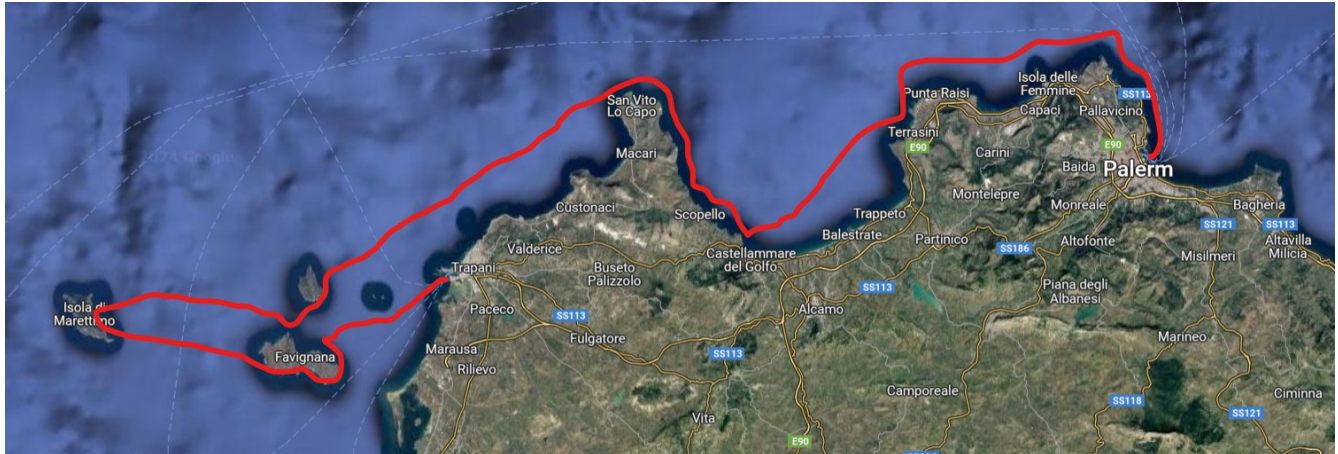 San Vito
Lo Capo
Macari
Custonaci
Scopello
Valderice
Trapani
Buseto
Palizzolo
Castellammare
del Golfo
Paceco
SS113
Fulgatore
Marausa
Rilievo
SS113
Vita
Isola di
Marettimo
Favignana
2024 Google
Punta Raisi
Isola delle
Femmine
Capaci
SS113
Pallavicino
Terrasini
E90
Carini
E90
Baida
Palerm
Montelepre
Monreale
Bagheria
Trappeto
Balestrate
Partinico
SS186
Altofonte
SS121
SS113
Altavilla
Milicia
Misilmeri
SS113
Alcamo
Piana degli
Albanesi
Marineo
Camporeale
SS118
Ciminna
SS121
E90